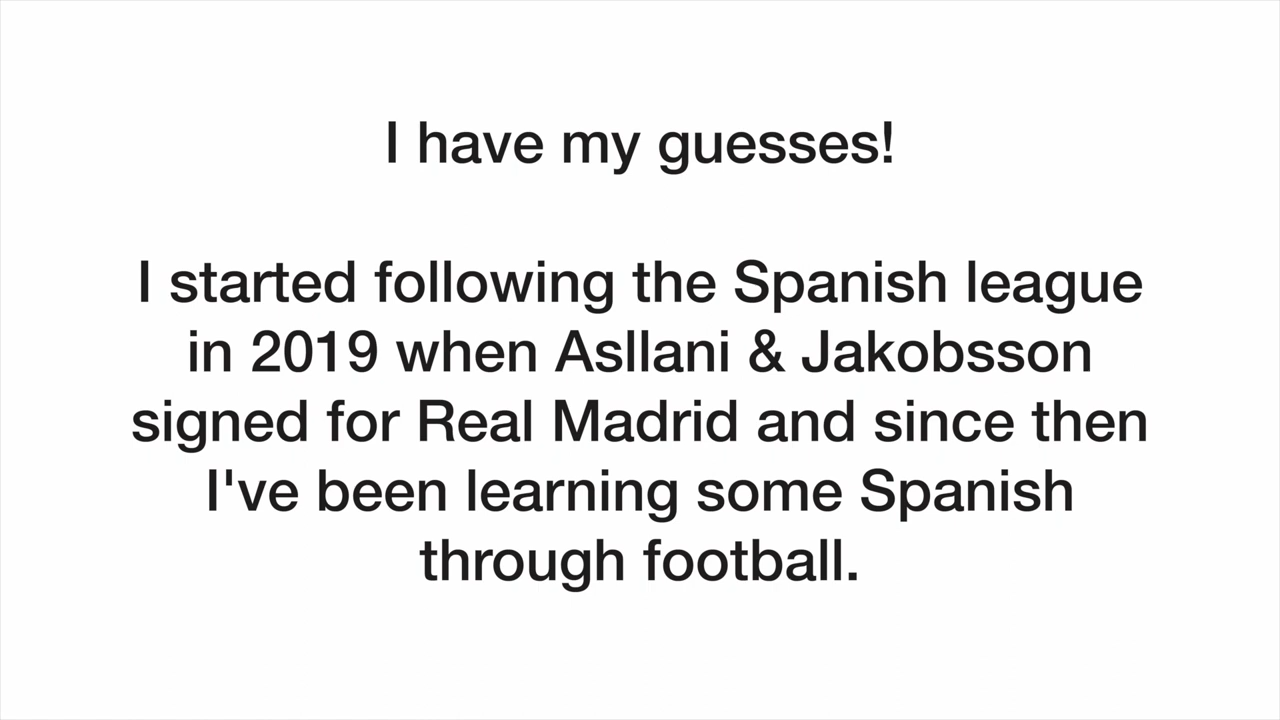 I have my guesses!
I started following the Spanish league
in 2019 when Asllani & Jakobsson
signed for Real Madrid and since then
I've been learning some Spanish
through football.